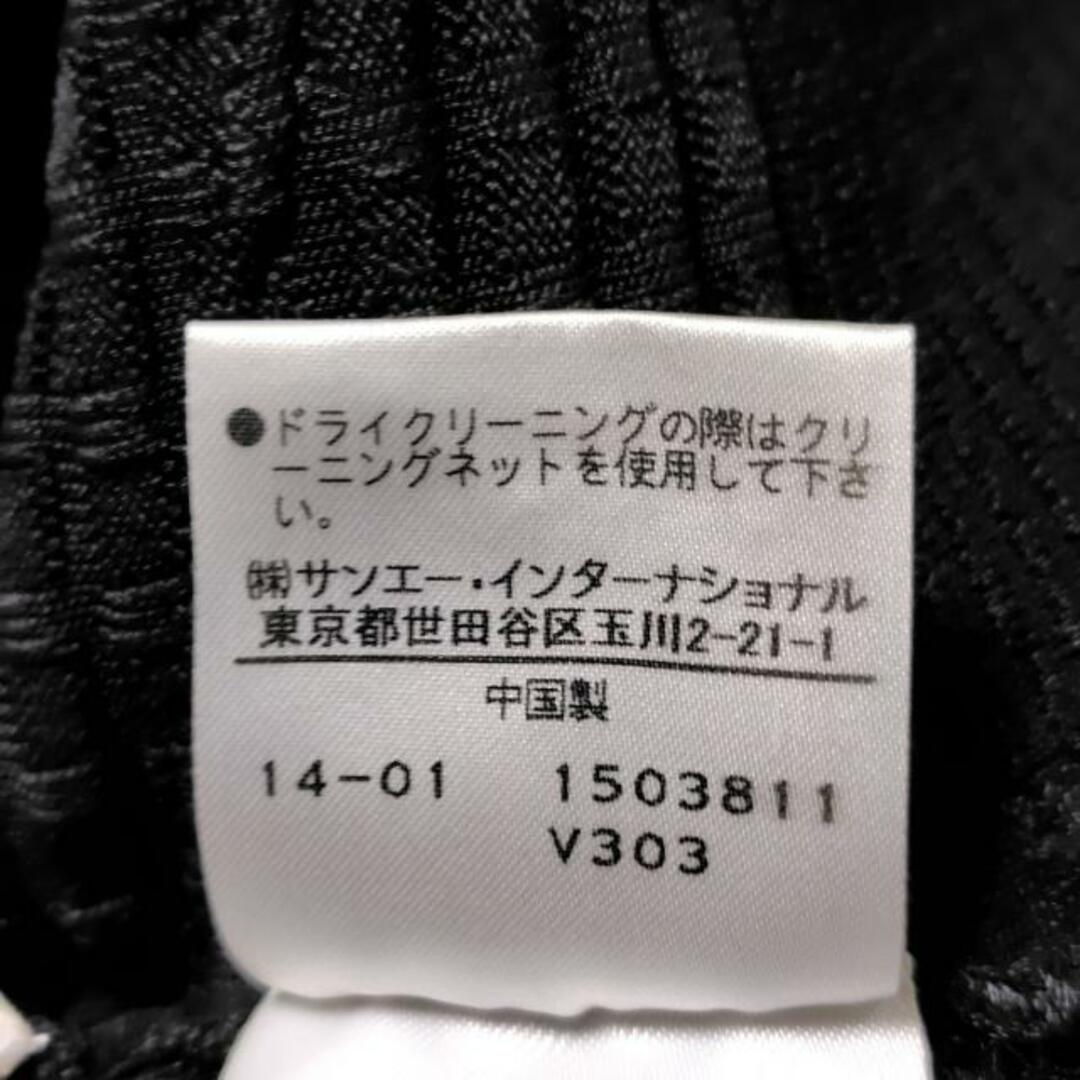 ●ドライクリーニングの際はクリ
ーニングネットを使用して下さ
い。
㈱サンエー・インターナショナル
東京都世田谷区玉川2-21-1
中国製
14-01 1503811
V303